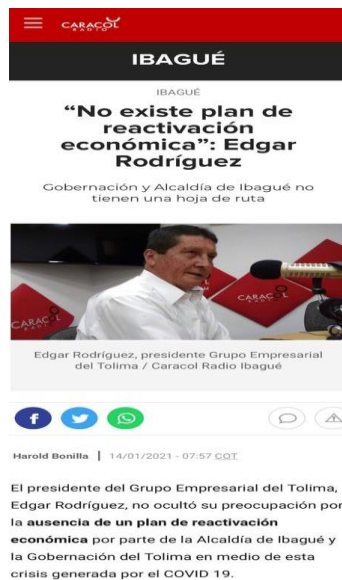 CARACOL
RADIO
IBAGUÉ
IBAGUÉ
“No existe plan de
reactivación
económica”: Edgar
Rodríguez
Gobernación y Alcaldía de Ibagué no
tienen una hoja de ruta
CARACOL
CARACOL
RADIO
Edgar Rodríguez, presidente Grupo Empresarial
del Tolima / Caracol Radio Ibagué
Harold Bonilla | 14/01/2021 - 07:57 COT
El presidente del Grupo Empresarial del Tolima,
Edgar Rodríguez, no ocultó su preocupación por
la ausencia de un plan de reactivación
económica por parte de la Alcaldía de Ibagué y
la Gobernación del Tolima en medio de esta
crisis generada por el COVID 19.